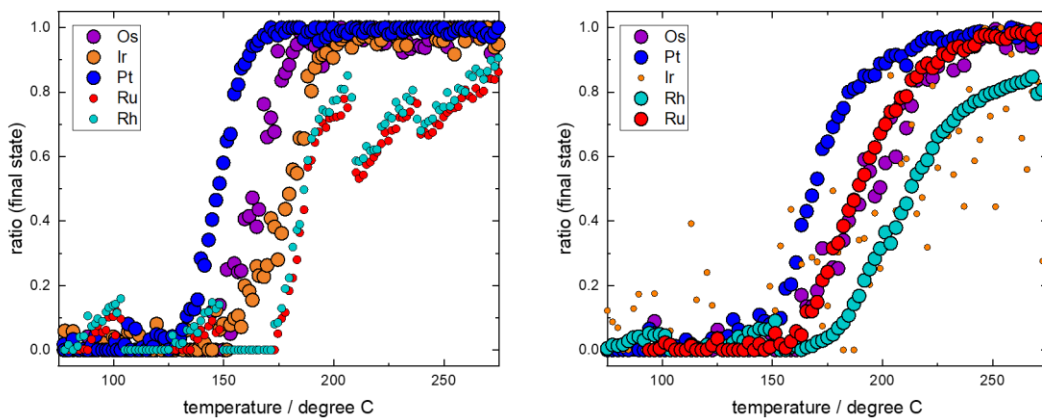 ratio (final state)
1.0
0.8
0.6
0.4
0.2
0.0
Os
Ir
Pt
Ru
Rh
100
150
200
250
temperature / degree C
ratio (final state)
1.0
0.8
0.6
0.4
0.2
0.0
Os
Pt
Ir
Rh
Ru
100
150
200
250
temperature / degree C